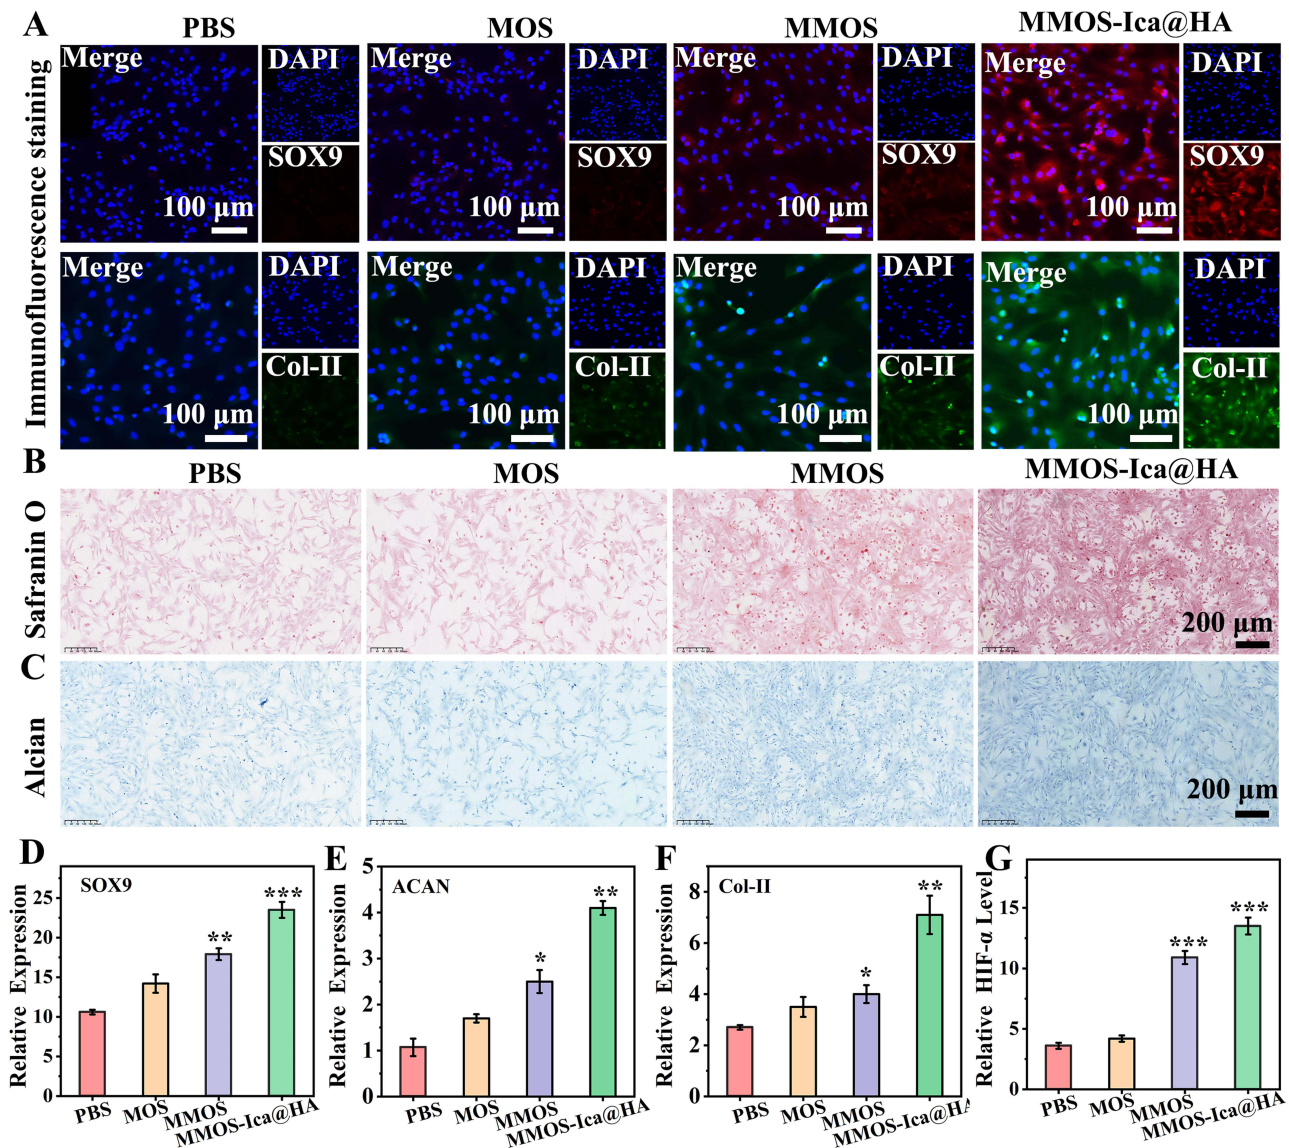 A
PBS
MOS
MMOS
MMOS-Ica@HA
Immunofluorescence staining
Merge
DAPI
SOX9
100 μm
Merge
DAPI
SOX9
100 μm
Merge
DAPI
SOX9
100 μm
Merge
DAPI
SOX9
100 μm
Merge
DAPI
Col-II
100 μm
Merge
DAPI
Col-II
100 μm
Merge
DAPI
Col-II
100 μm
Merge
DAPI
Col-II
100 μm
B
PBS
MOS
MMOS
MMOS-Ica@HA
Safranin O
200 μm
C
Alcian
200 μm
D
SOX9
Relative Expression
25
20
15
10
5
0
**
***
PBS
MOS
MMOS
MMOS-Ica@HA
E
ACAN
Relative Expression
5
4
3
2
1
0
*
**
PBS
MOS
MMOS
MMOS-Ica@HA
F
Col-II
Relative Expression
8
6
4
2
0
*
**
PBS
MOS
MMOS
MMOS-Ica@HA
G
Relative HIF-α Level
15
10
5
0
***
***
PBS
MOS
MMOS
MMOS-Ica@HA